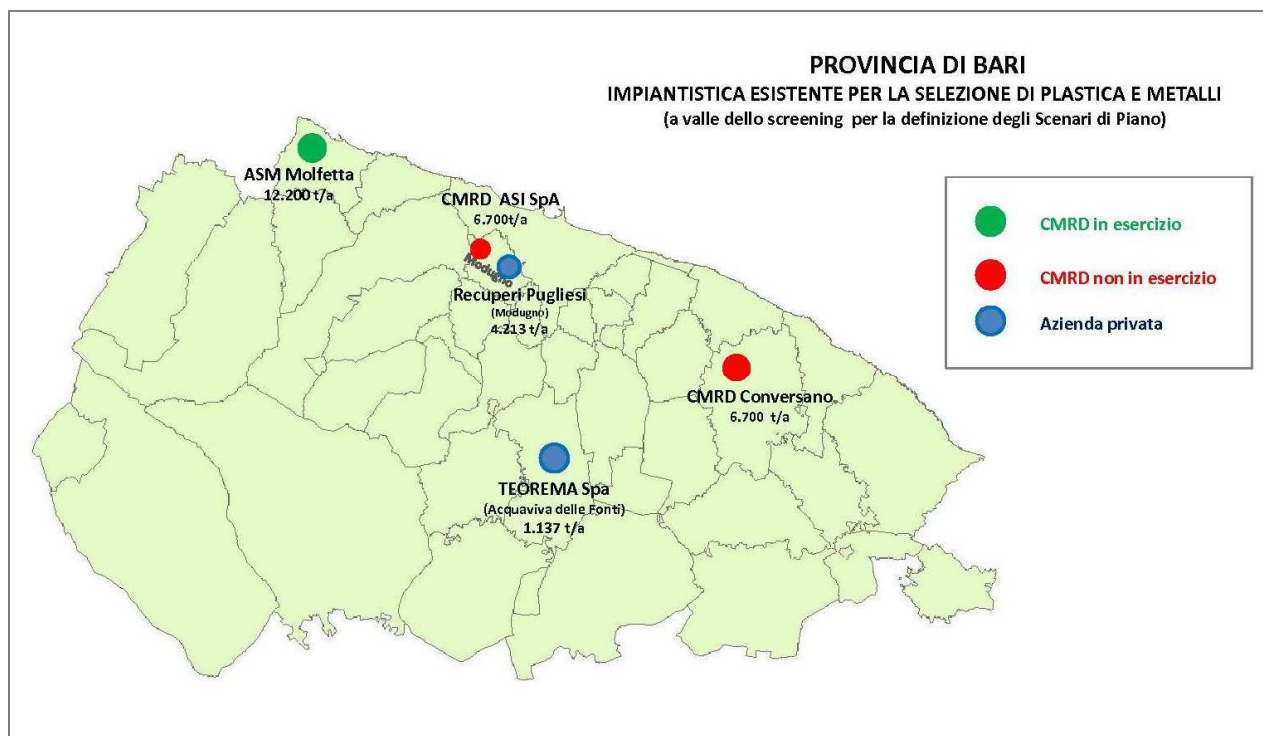 PROVINCIA DI BARI
IMPIANTISTICA ESISTENTE PER LA SELEZIONE DI PLASTICA E METALLI
(a valle dello screening per la definizione degli Scenari di Piano)
ASM Molfetta
12.200 t/a
CMRD ASI SpA
6.700t/a
Modugno
Recuperi Pugliesi
(Modugno)
4.213 t/a
CMRD Conversano
6.700 t/a
TEOREMA Spa
(Acquaviva delle Fonti)
1.137 t/a
CMRD in esercizio
CMRD non in esercizio
Azienda privata